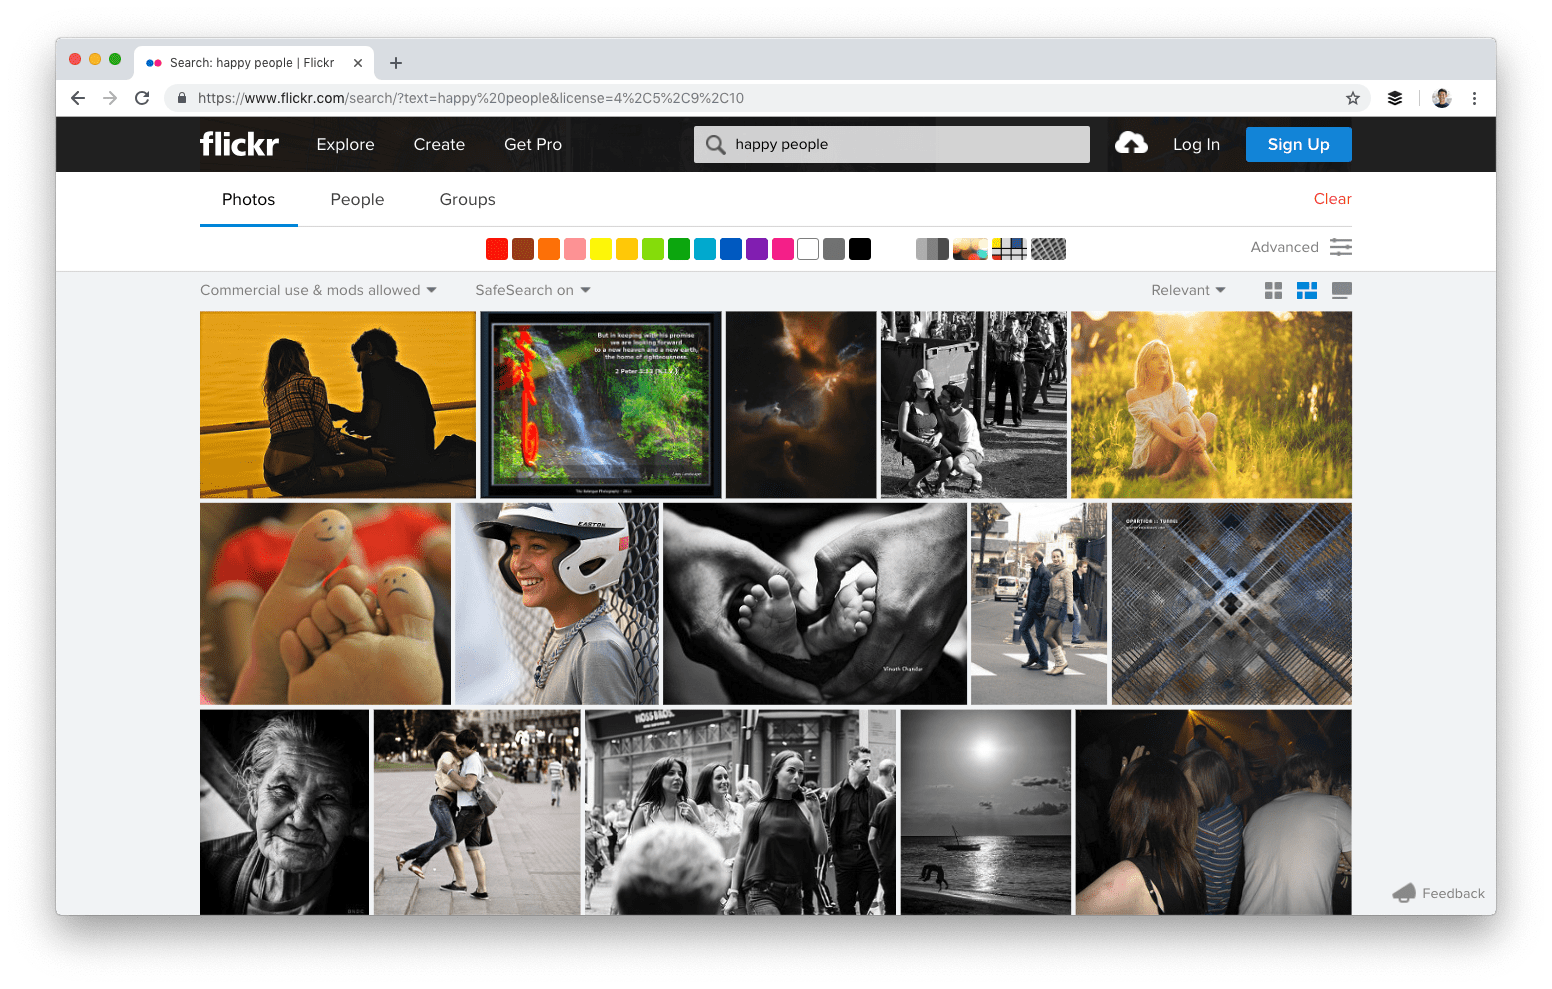 Search: happy people | Flickr
https://www.flickr.com/search/?text=happy%20people&license=4%2C5%2C9%2C10
flickr
Explore
Create
Get Pro
happy people
Log In
Sign Up
Photos
People
Groups
Clear
Advanced
Commercial use & mods allowed
SafeSearch on
Relevant
But in keeping with his promise
we are looking forward
to a new heaven and a new earth,
the home of righteousness.
2 Peter 3:13
EASTON
Vinoth Chandar
TUNNEL
Feedback